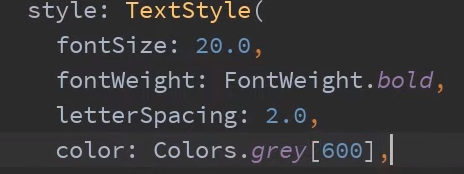 style: TextStyle(
fontSize: 20.0,
fontWeight: FontWeight.bold,
letterSpacing: 2.0,
color: Colors.grey[600],